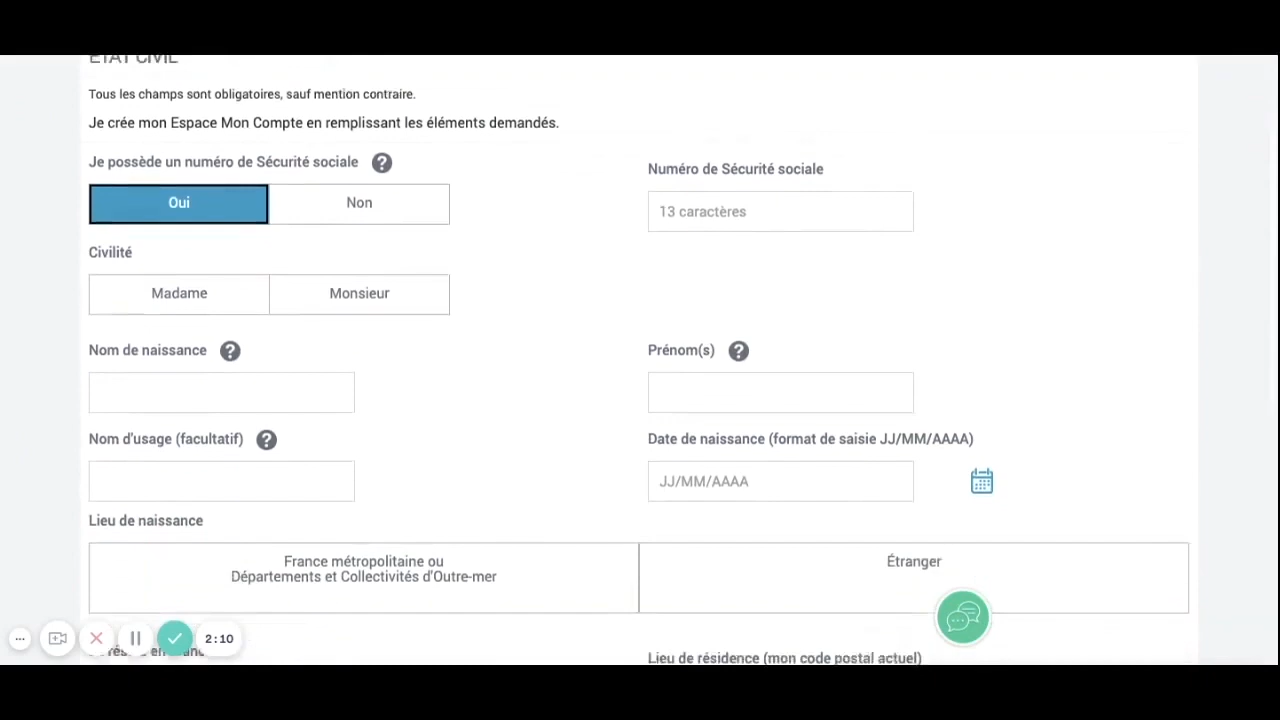 ETAT CIVIL
Tous les champs sont obligatoires, sauf mention contraire.
Je crée mon Espace Mon Compte en remplissant les éléments demandés.
Je possède un numéro de Sécurité sociale ?
Numéro de Sécurité sociale
Oui
Non
13 caractères
Civilité
Madame
Monsieur
Nom de naissance ?
Prénom(s) ?
Nom d'usage (facultatif) ?
Date de naissance (format de saisie JJ/MM/AAAA)
JJ/MM/AAAA
Lieu de naissance
France métropolitaine ou
Départements et Collectivités d'Outre-mer
Étranger
2:10
Lieu de résidence (mon code postal actuel)